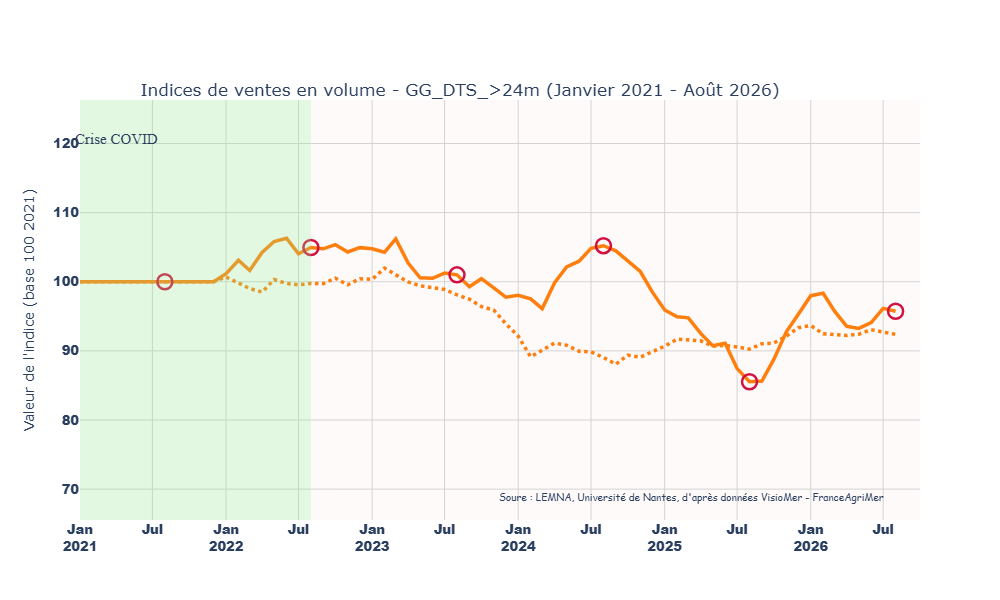 Indices de ventes en volume - GG_DTS_>24m (Janvier 2021 - Août 2026)
Crise COVID
Valeur de l'indice (base 100 2021)
120
110
100
90
80
70
Soure : LEMNA, Université de Nantes, d'après données VisioMer - FranceAgriMer
Jan Jul Jan Jul Jan Jul Jan Jul Jan Jul Jan Jul
2021 2022 2023 2024 2025 2026